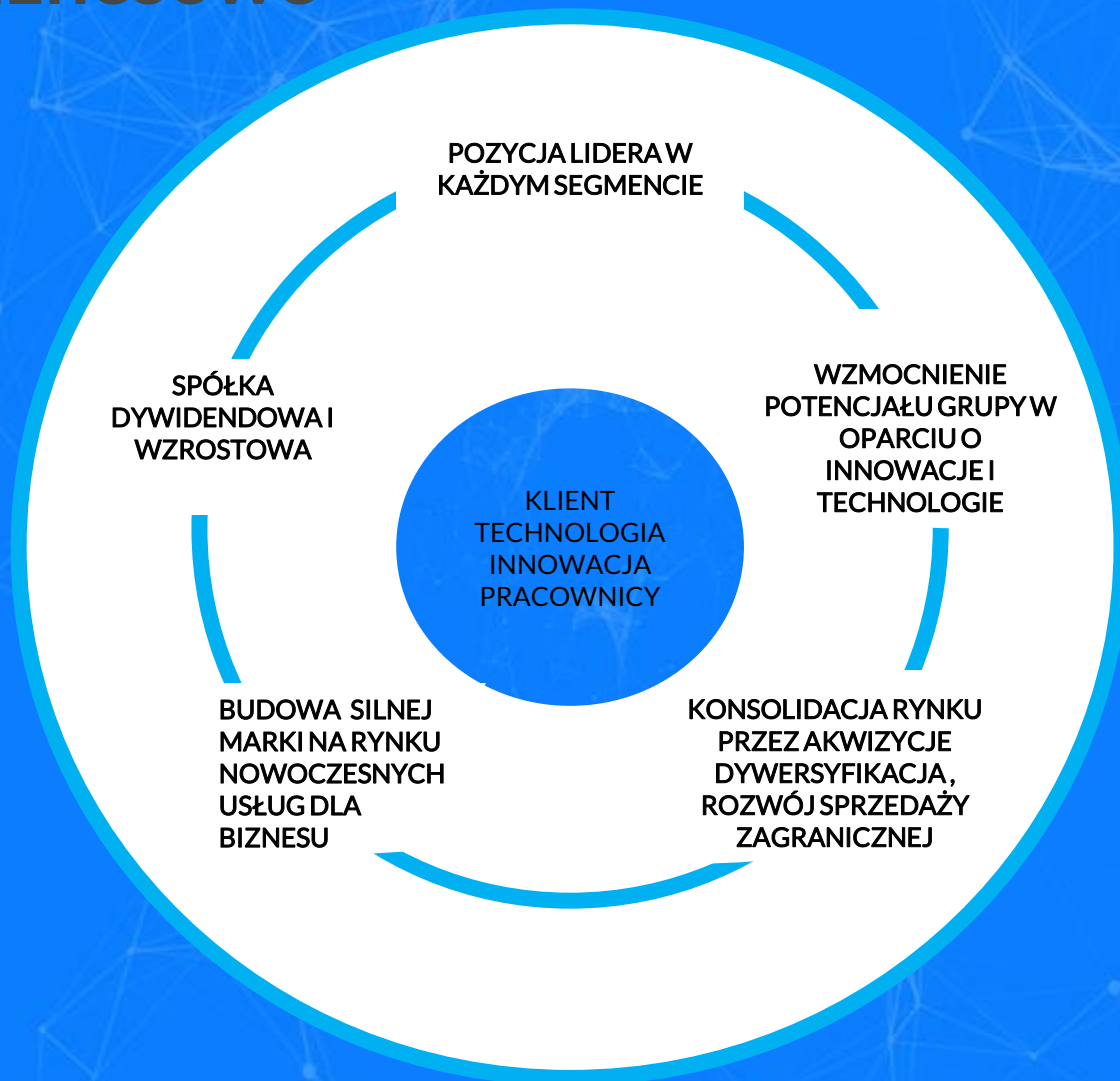 POZYCJA LIDERA W
KAŻDYM SEGMENCIE
WZMOCNIENIE
POTENCJAŁU GRUPY W
OPARCIU O
INNOWACJE I
TECHNOLOGIE
KONSOLIDACJA RYNKU
PRZEZ AKWIZYCJE
DYWERSYFIKACJA ,
ROZWÓJ SPRZEDAŻY
ZAGRANICZNEJ
BUDOWA SILNEJ
MARKI NA RYNKU
NOWOCZESNYCH
USŁUG DLA
BIZNESU
SPÓŁKA
DYWIDENDOWA I
WZROSTOWA
KLIENT
TECHNOLOGIA
INNOWACJA
PRACOWNICY